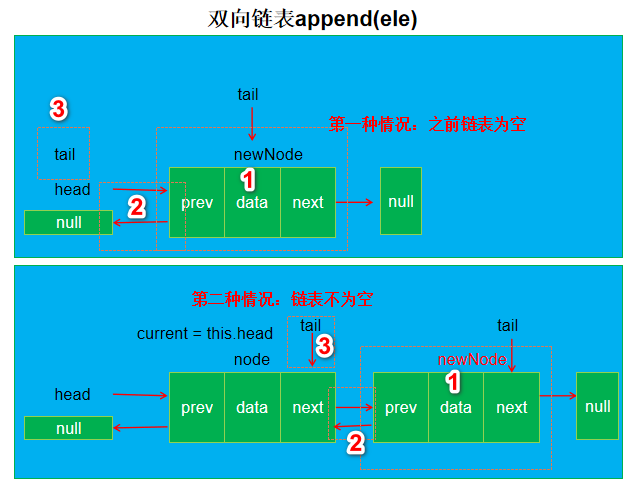 双向链表append(ele)
3
tail
第一种情况：之前链表为空
tail
newNode
head
1
2
prev data next
null
null
第二种情况：链表不为空
current = this.head
tail
tail
3
node
newNode
1
head
prev data next
prev data next
null
null
2